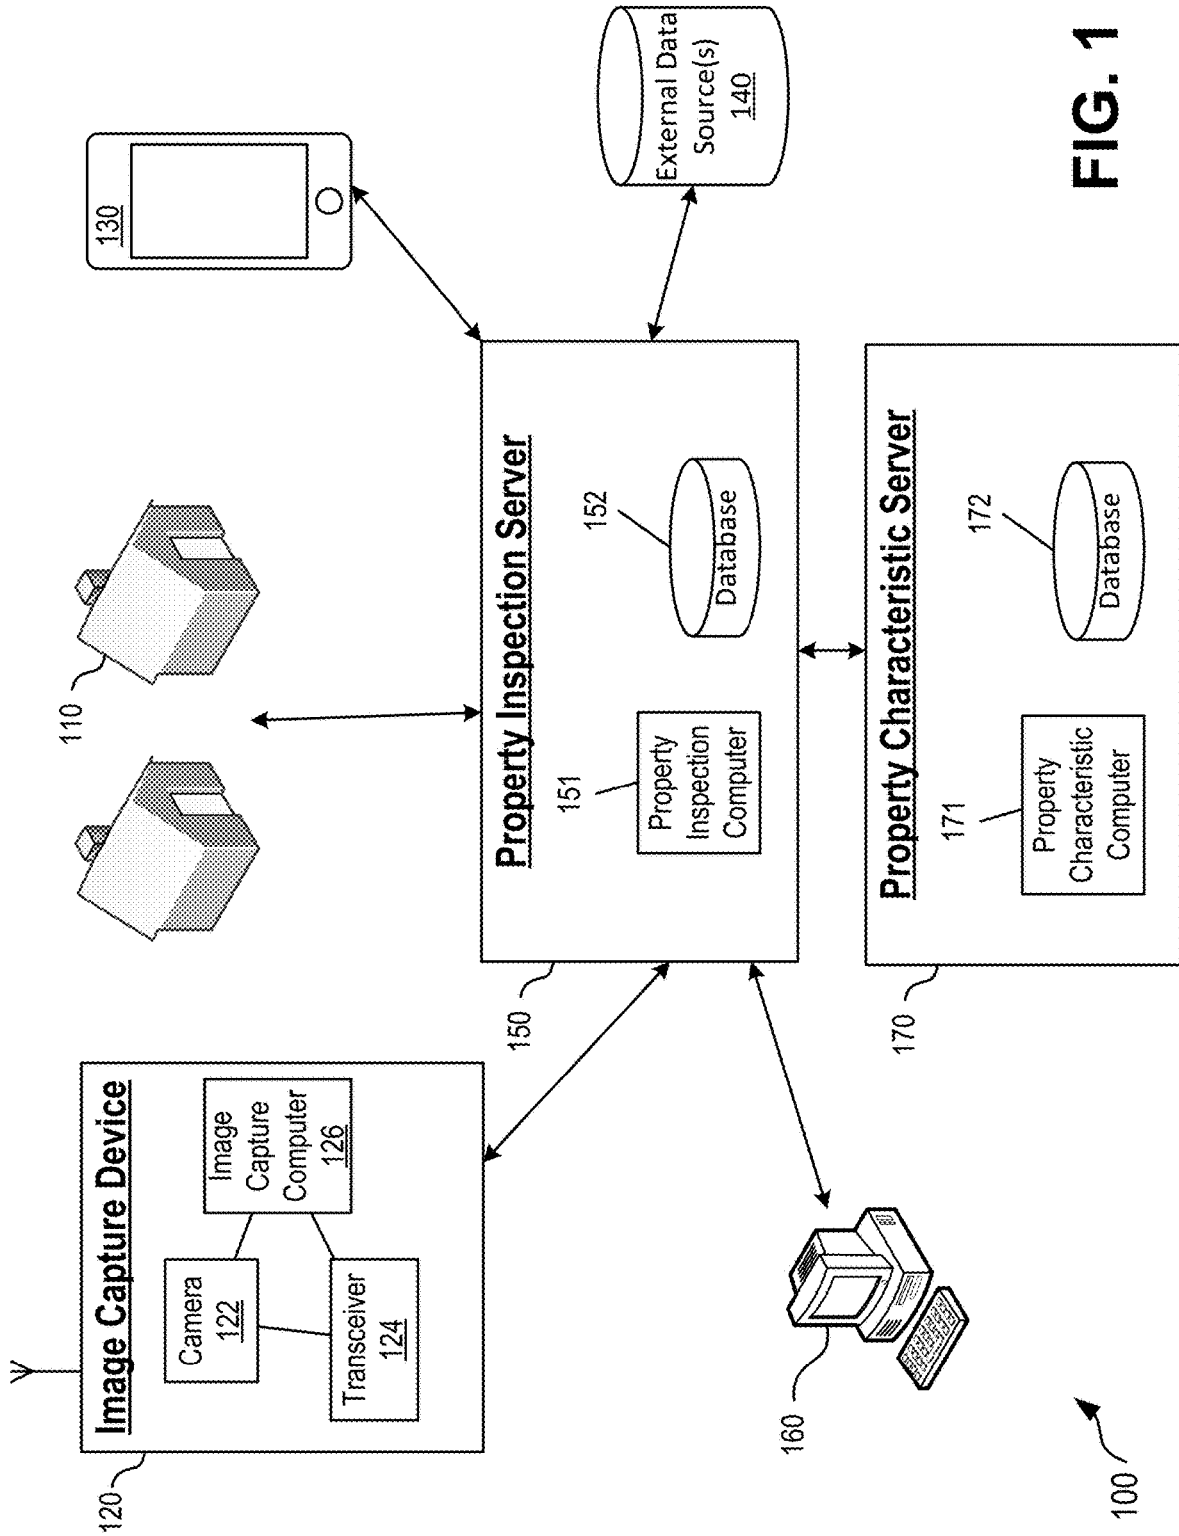 120
Image Capture Device
Camera
122
Transceiver
124
Image
Capture
Computer
126
110
130
150
Property Inspection Server
151
Property
Inspection
Computer
152
Database
External Data
Source(s)
140
160
170
Property Characteristic Server
171
Property
Characteristic
Computer
172
Database
100
FIG. 1